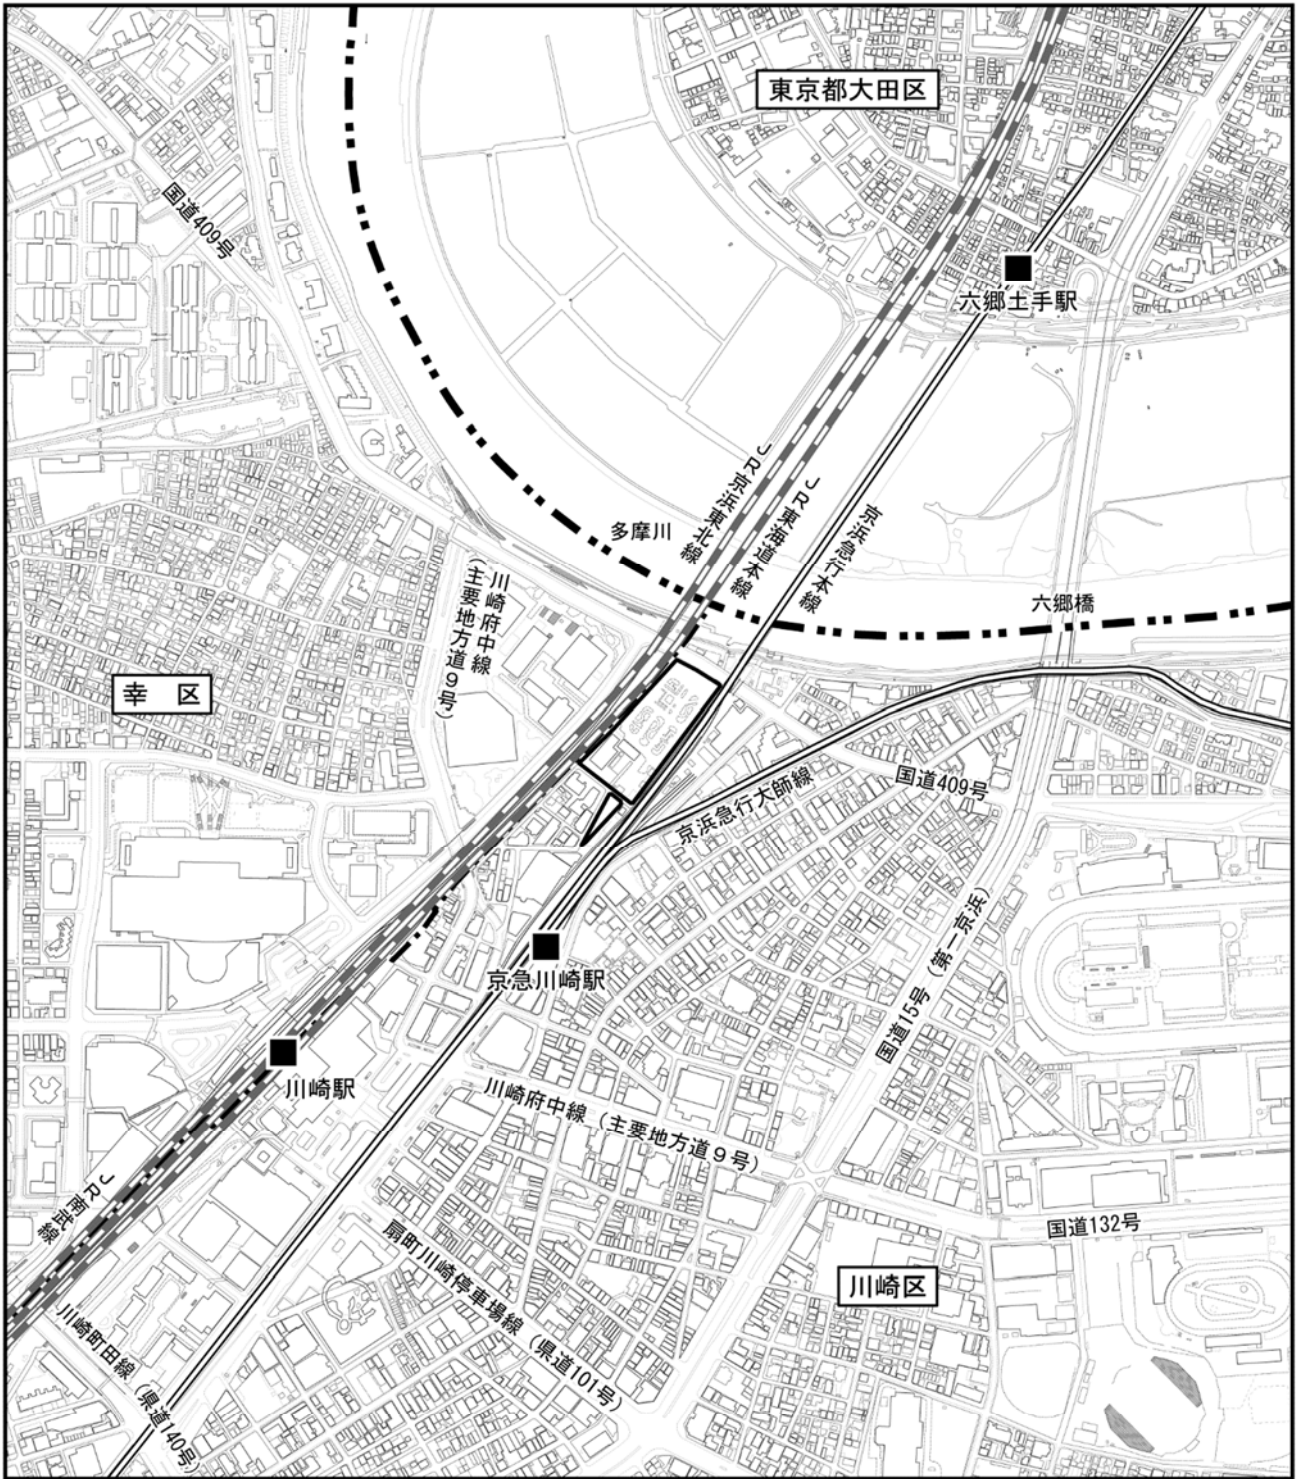 東京都大田区
国道409号
六郷土手駅
JR京浜東北線
JR東海道本線
京浜急行本線
多摩川
六郷橋
川崎府中線
(主要地方道9号)
幸 区
国道409号
京浜急行大師線
国道15号(第一京浜)
京急川崎駅
川崎駅
川崎府中線(主要地方道9号)
JR南武線
国道132号
扇町川崎停車場線(県道101号)
川崎区
川崎町田線(県道140号)